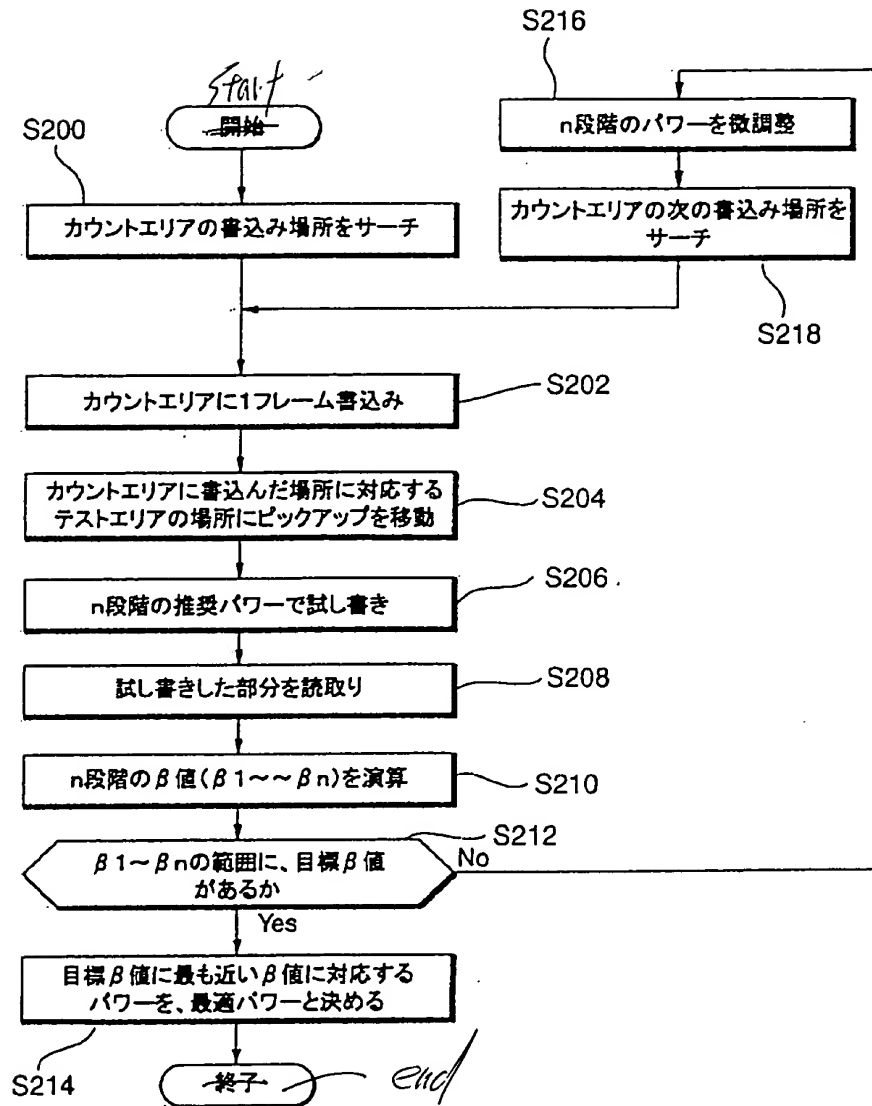 S216
Start
S200
開始
n段階のパワーを微調整
カウントエリアの書込み場所をサーチ
カウントエリアの次の書込み場所を
サーチ
S218
カウントエリアに1フレーム書込み
S202
カウントエリアに書込んだ場所に対応する
テストエリアの場所にピックアップを移動
S204
n段階の推奨パワーで試し書き
S206
試し書きした部分を読取り
S208
n段階のβ値(β1~~βn)を演算
S210
S212
β1~βnの範囲に、目標β値
があるか
No
Yes
目標β値に最も近いβ値に対応する
パワーを、最適パワーと決める
S214
終了
end